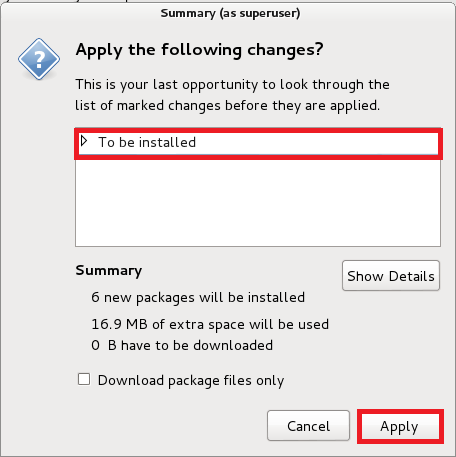 Summary (as superuser)
Apply the following changes?
This is your last opportunity to look through the
list of marked changes before they are applied.
To be installed
Summary
Show Details
6 new packages will be installed
16.9 MB of extra space will be used
0  B have to be downloaded
Download package files only
Cancel
Apply